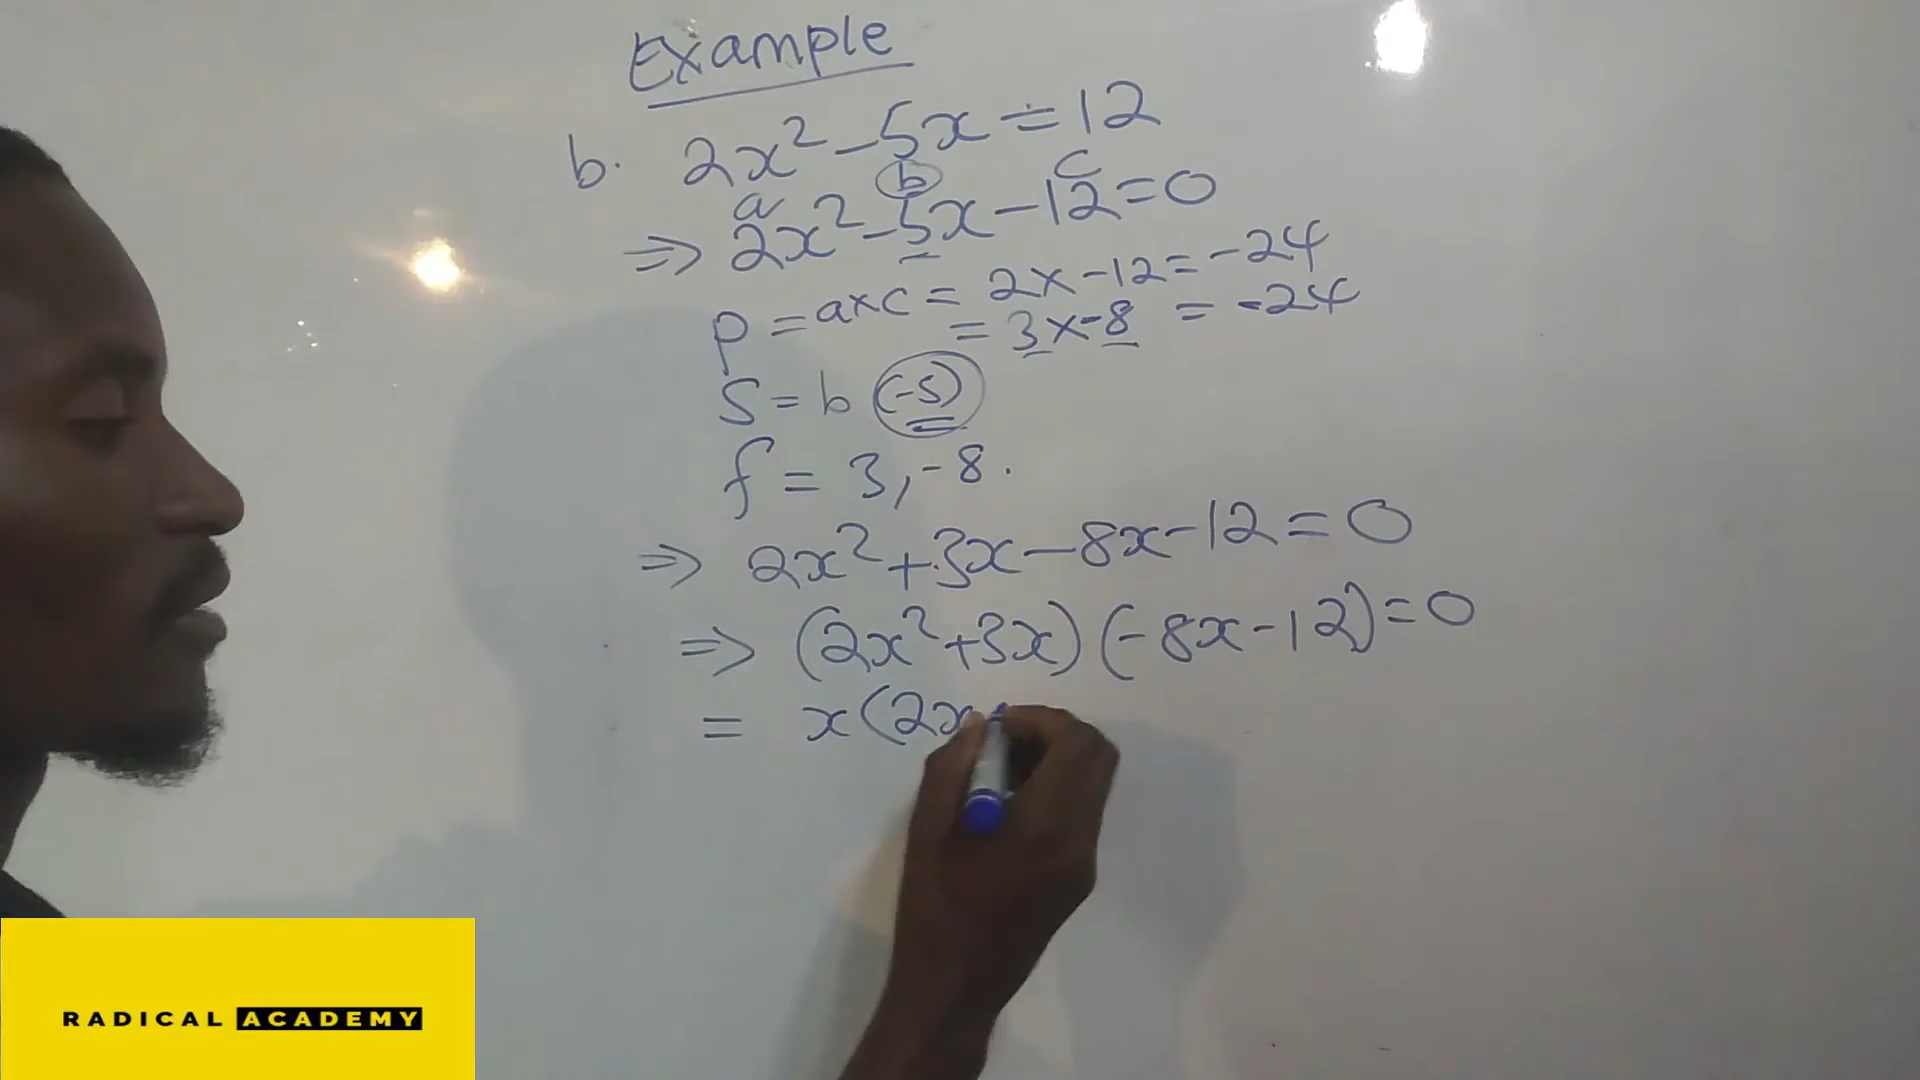 Example
b. 2x² - 5x = 12
a b c
⇒ 2x² - 5x - 12 = 0
p = axc = 2x - 12 = -24
= 3x-8 = -24
S = b (-5)
f = 3, -8.
⇒ 2x² + 3x - 8x - 12 = 0
⇒ (2x² + 3x) (-8x - 12) = 0
= x(2x
RADICAL ACADEMY